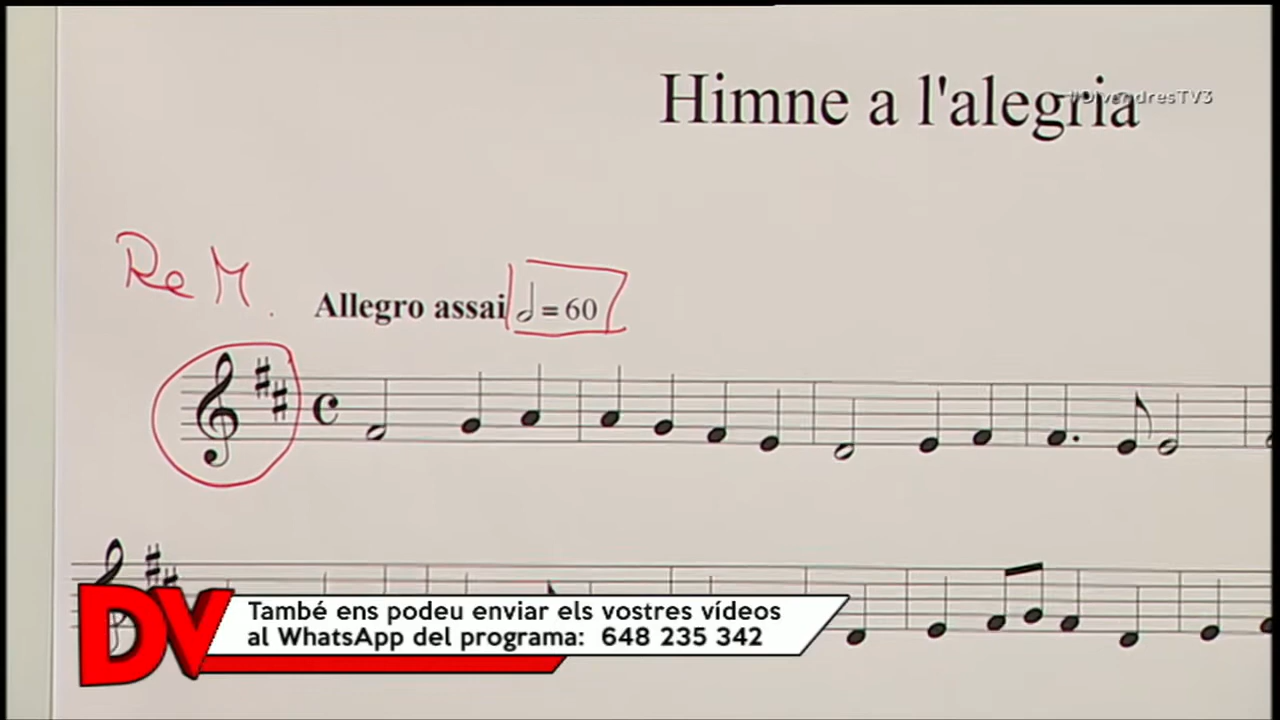 Himne a l'alegria
#DivendresTV3
Re M.
Allegro assai 𝅗𝅥 = 60
DV
També ens podeu enviar els vostres vídeos
al WhatsApp del programa: 648 235 342